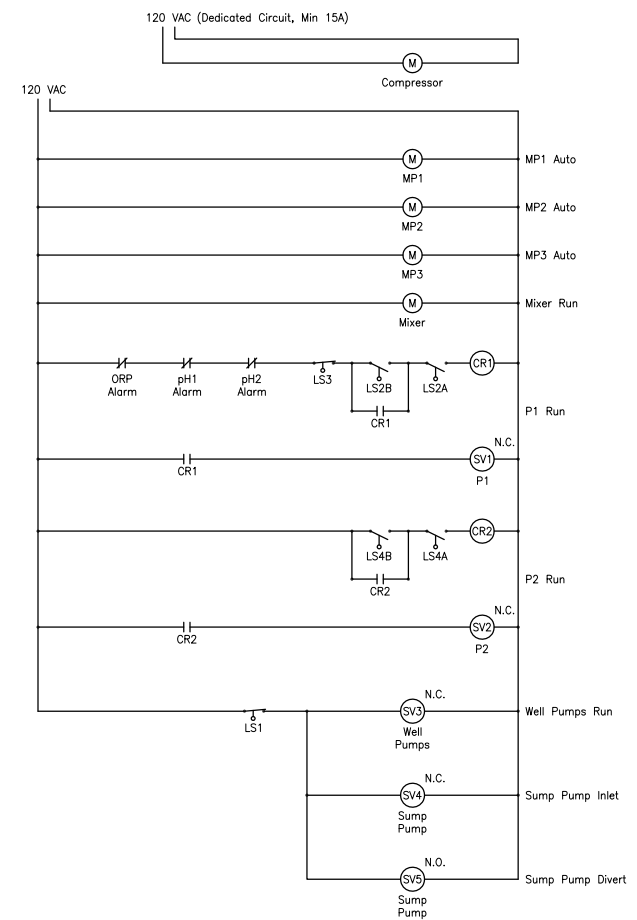 120 VAC (Dedicated Circuit, Min 15A)
M
Compressor
120 VAC
M
MP1 Auto
MP1
M
MP2 Auto
MP2
M
MP3 Auto
MP3
M
Mixer Run
Mixer
CR1
ORP
Alarm
pH1
Alarm
pH2
Alarm
LS3
LS2B
LS2A
CR1
P1 Run
N.C.
CR1
SV1
P1
CR2
LS4B
LS4A
CR2
P2 Run
N.C.
CR2
SV2
P2
N.C.
LS1
SV3
Well Pumps Run
Well
Pumps
N.C.
SV4
Sump Pump Inlet
Sump
Pump
N.O.
SV5
Sump Pump Divert
Sump
Pump